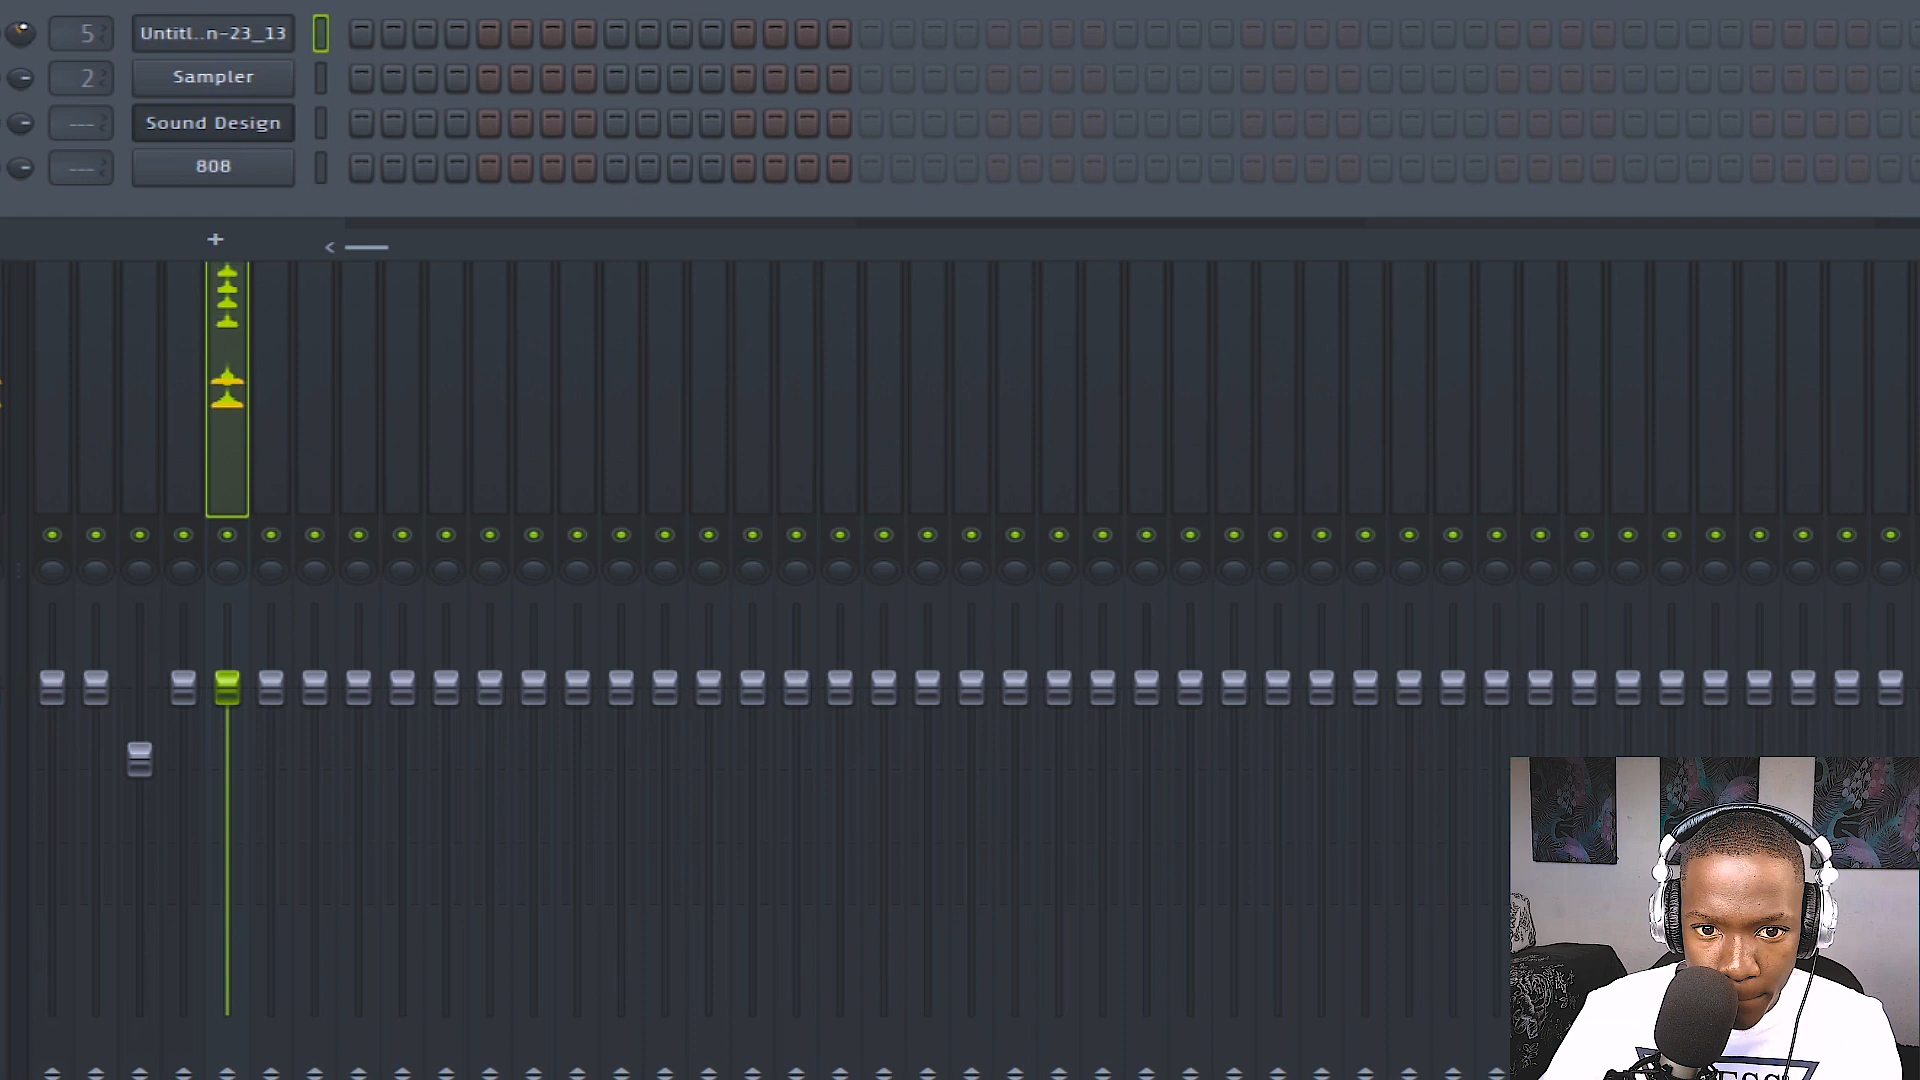 5 Untitl..n-23_13
2 Sampler
--- Sound Design
--- 808